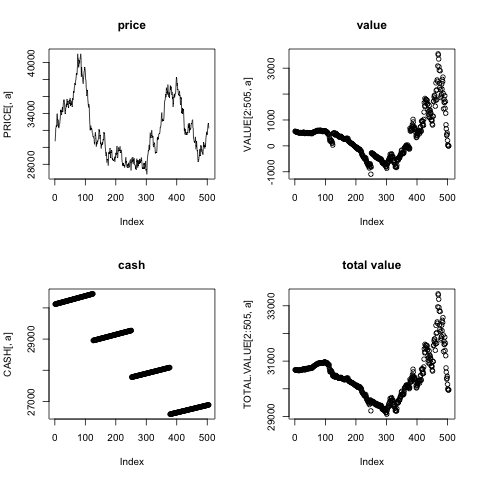 price
PRICE[, a]
40000
34000
28000
0 100 200 300 400 500
Index
value
VALUE[2:505, a]
3000
1000
0
-1000
0 100 200 300 400 500
Index
cash
CASH[, a]
29000
27000
0 100 200 300 400 500
Index
total value
TOTAL.VALUE[2:505, a]
33000
31000
29000
0 100 200 300 400 500
Index